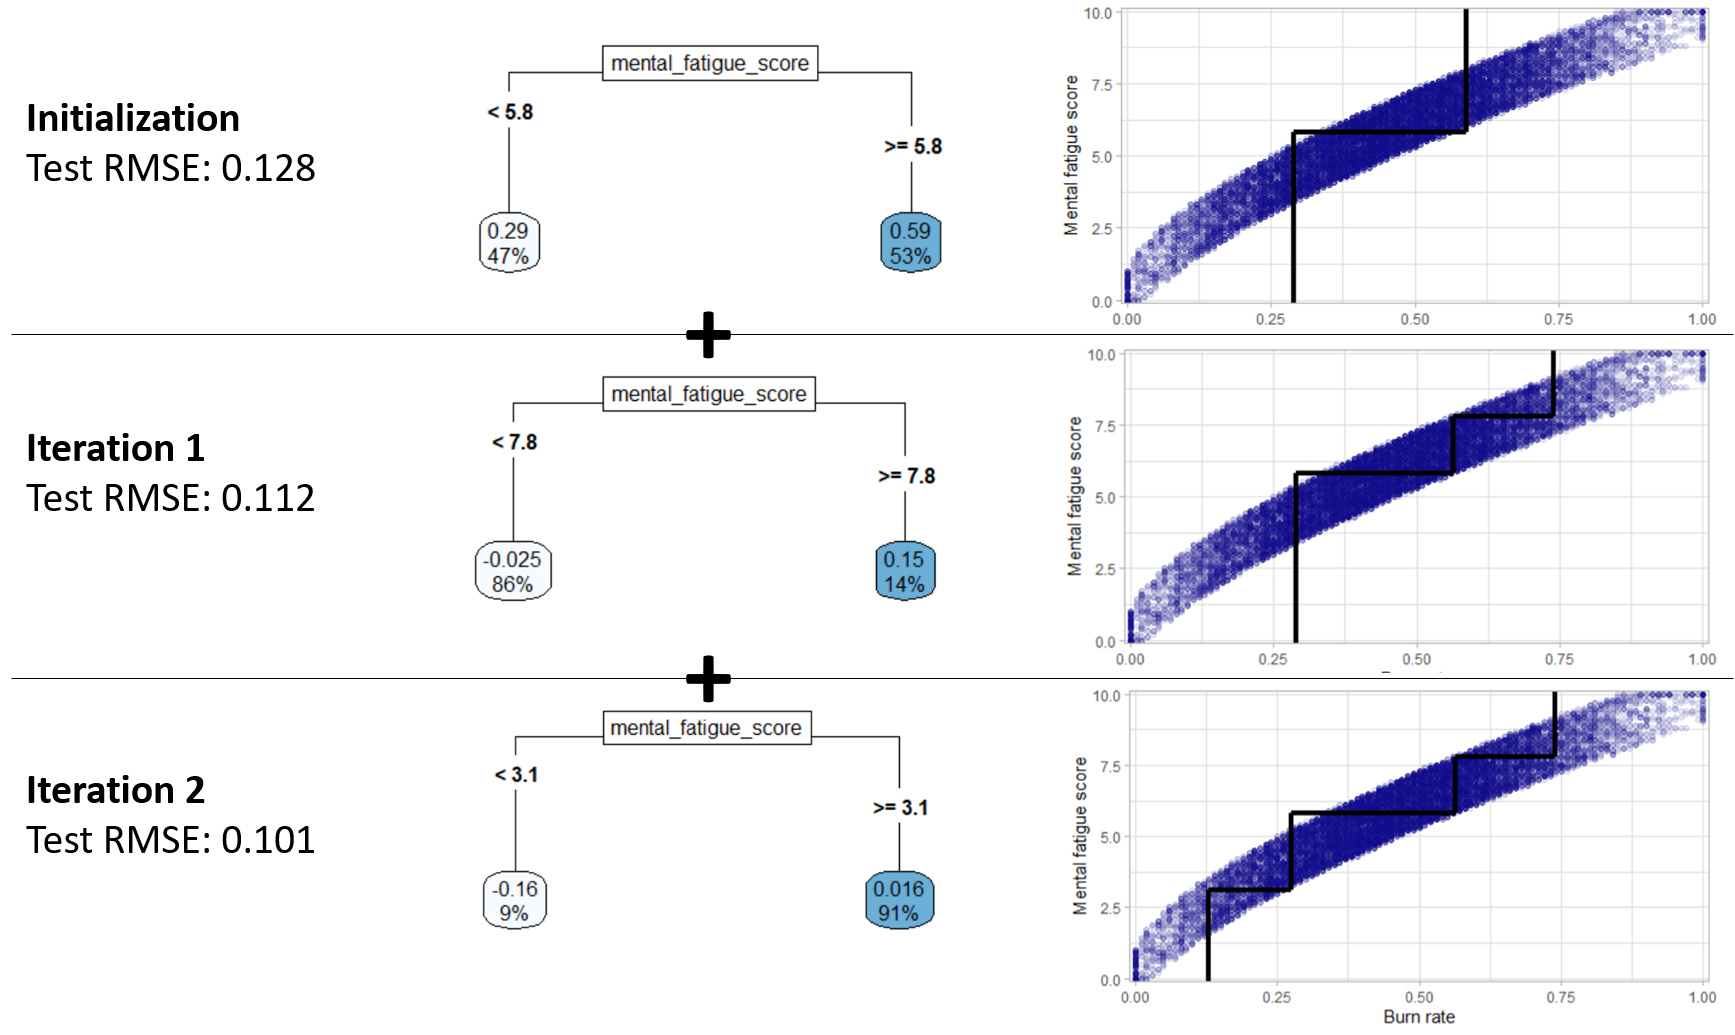 Initialization
Test RMSE: 0.128
mental_fatigue_score
< 5.8
>= 5.8
0.29
47%
0.59
53%
Mental fatigue score
10.0
7.5
5.0
2.5
0.0
0.00 0.25 0.50 0.75 1.00
+
Iteration 1
Test RMSE: 0.112
mental_fatigue_score
< 7.8
>= 7.8
-0.025
86%
0.15
14%
Mental fatigue score
10.0
7.5
5.0
2.5
0.0
0.00 0.25 0.50 0.75 1.00
+
Iteration 2
Test RMSE: 0.101
mental_fatigue_score
< 3.1
>= 3.1
-0.16
9%
0.016
91%
Mental fatigue score
10.0
7.5
5.0
2.5
0.0
0.00 0.25 0.50 0.75 1.00
Burn rate